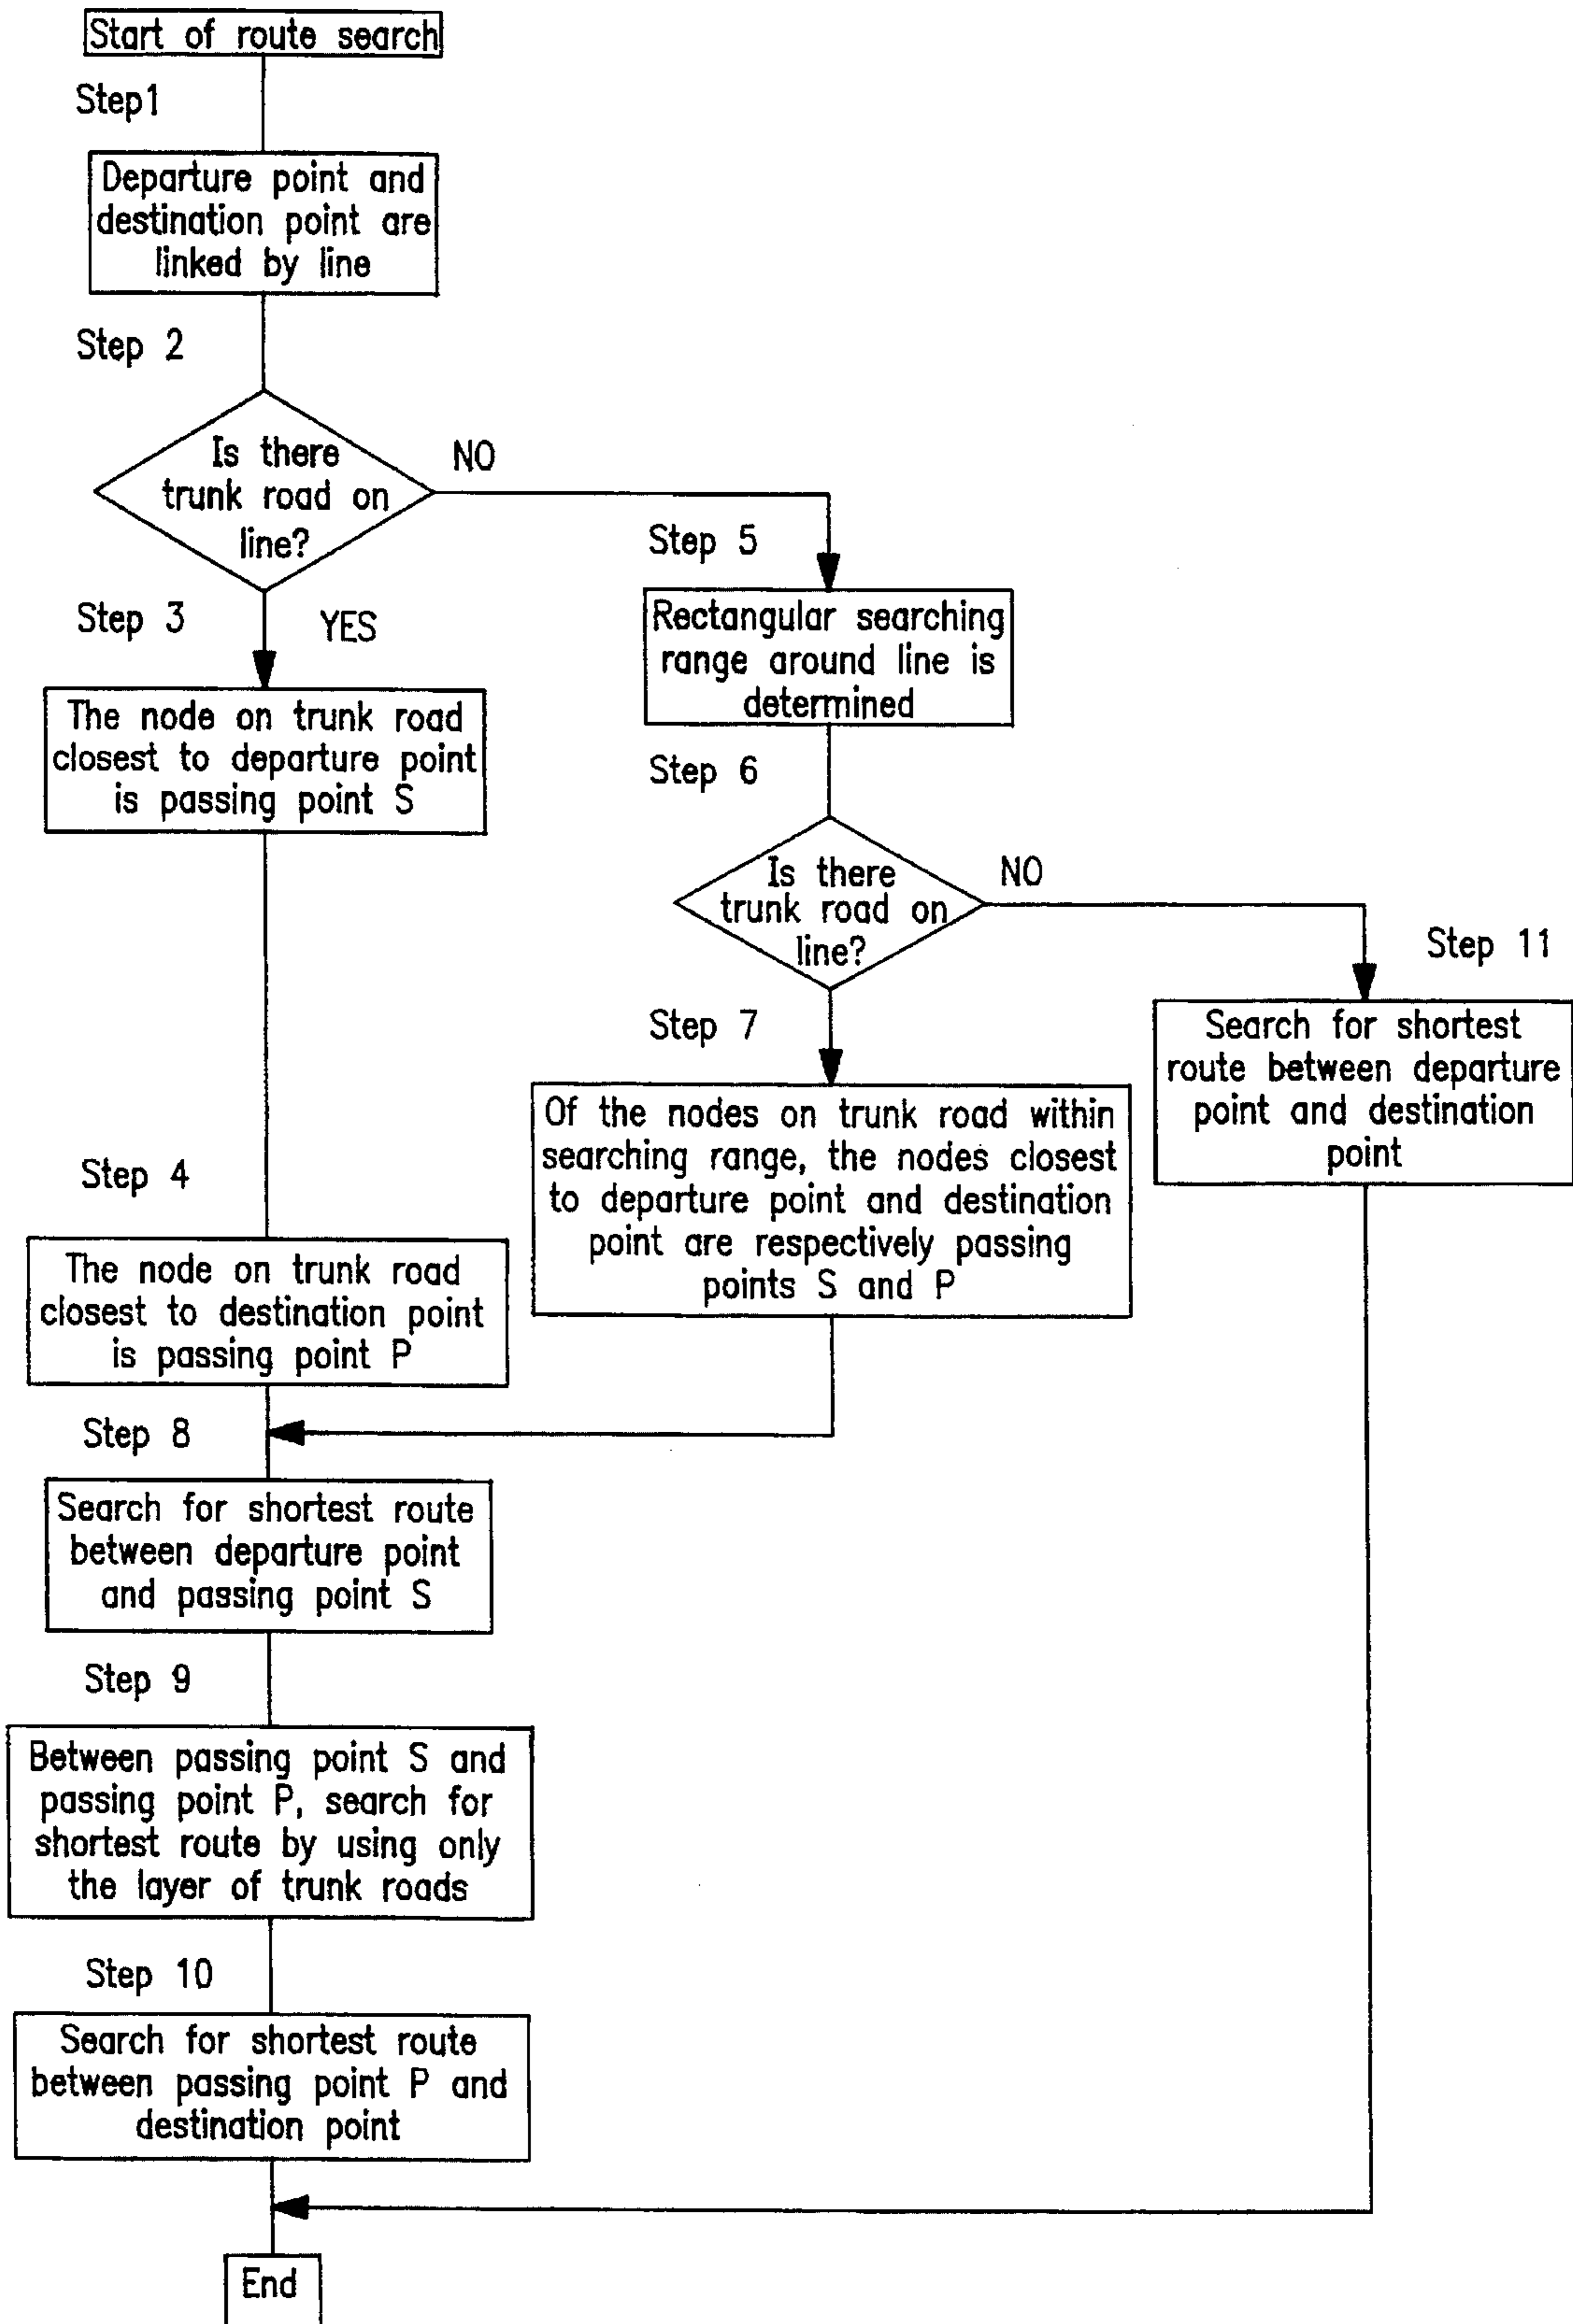 Start of route search
Step1
Departure point and
destination point are
linked by line
Step 2
Is there
trunk road on
line?
NO
Step 3
YES
The node on trunk road
closest to departure point
is passing point S
Step 4
The node on trunk road
closest to destination point
is passing point P
Step 5
Rectangular searching
range around line is
determined
Step 6
Is there
trunk road on
line?
NO
Step 7
Of the nodes on trunk road within
searching range, the nodes closest
to departure point and destination
point are respectively passing
points S and P
Step 11
Search for shortest
route between departure
point and destination
point
Step 8
Search for shortest route
between departure point
and passing point S
Step 9
Between passing point S and
passing point P, search for
shortest route by using only
the layer of trunk roads
Step 10
Search for shortest route
between passing point P and
destination point
End